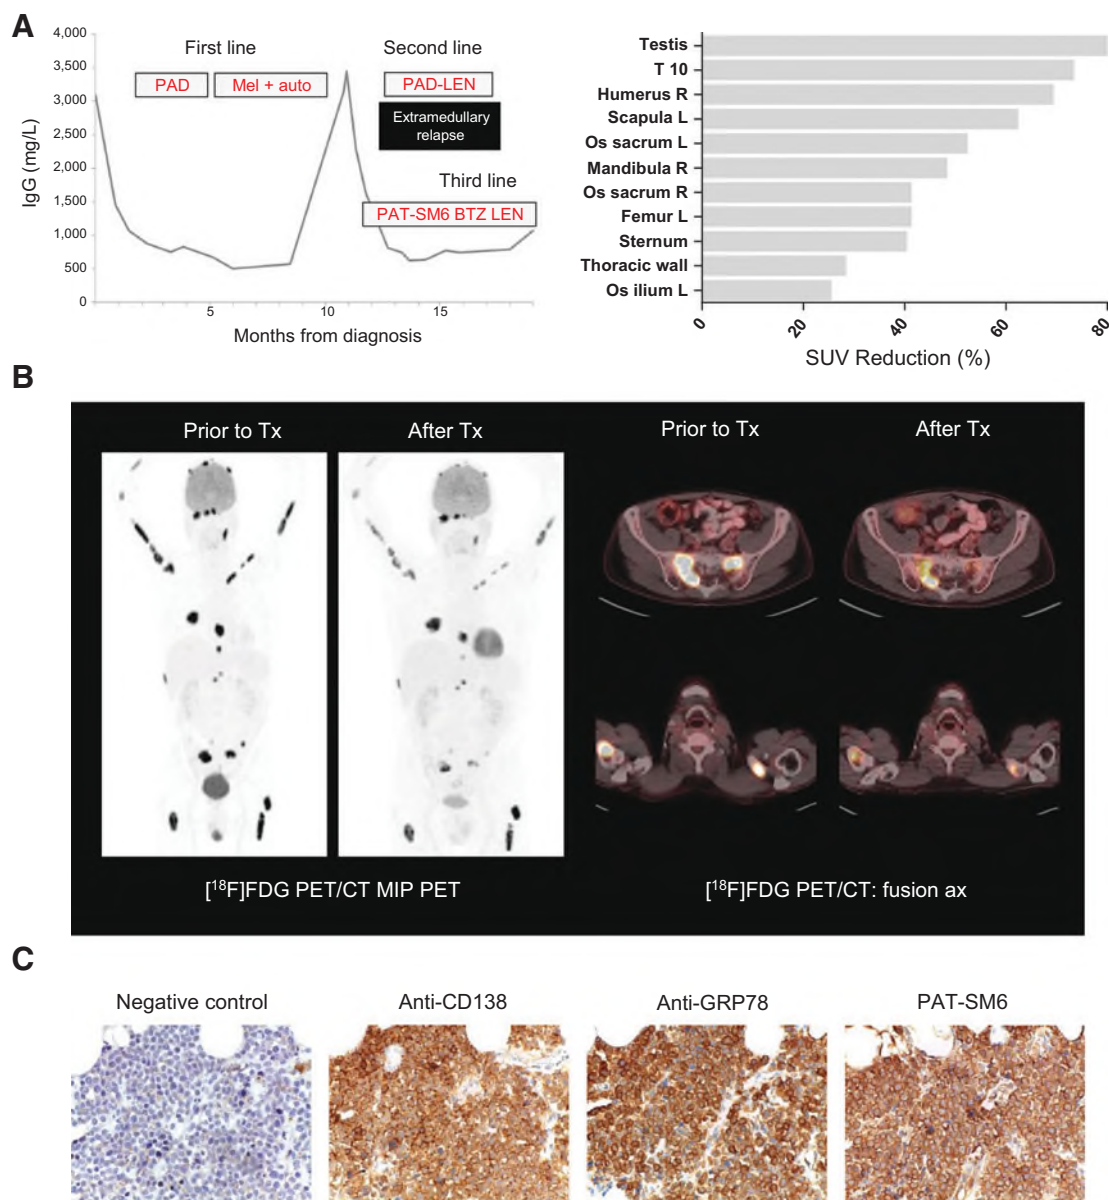 A
First line
Second line
PAD
Mel + auto
PAD-LEN
Extramedullary
relapse
Third line
PAT-SM6 BTZ LEN
IgG (mg/L)
4,000
3,500
3,000
2,500
2,000
1,500
1,000
500
0
5
10
15
Months from diagnosis
Testis
T 10
Humerus R
Scapula L
Os sacrum L
Mandibula R
Os sacrum R
Femur L
Sternum
Thoracic wall
Os ilium L
0
20
40
60
80
SUV Reduction (%)
B
Prior to Tx
After Tx
Prior to Tx
After Tx
[18F]FDG PET/CT MIP PET
[18F]FDG PET/CT: fusion ax
C
Negative control
Anti-CD138
Anti-GRP78
PAT-SM6